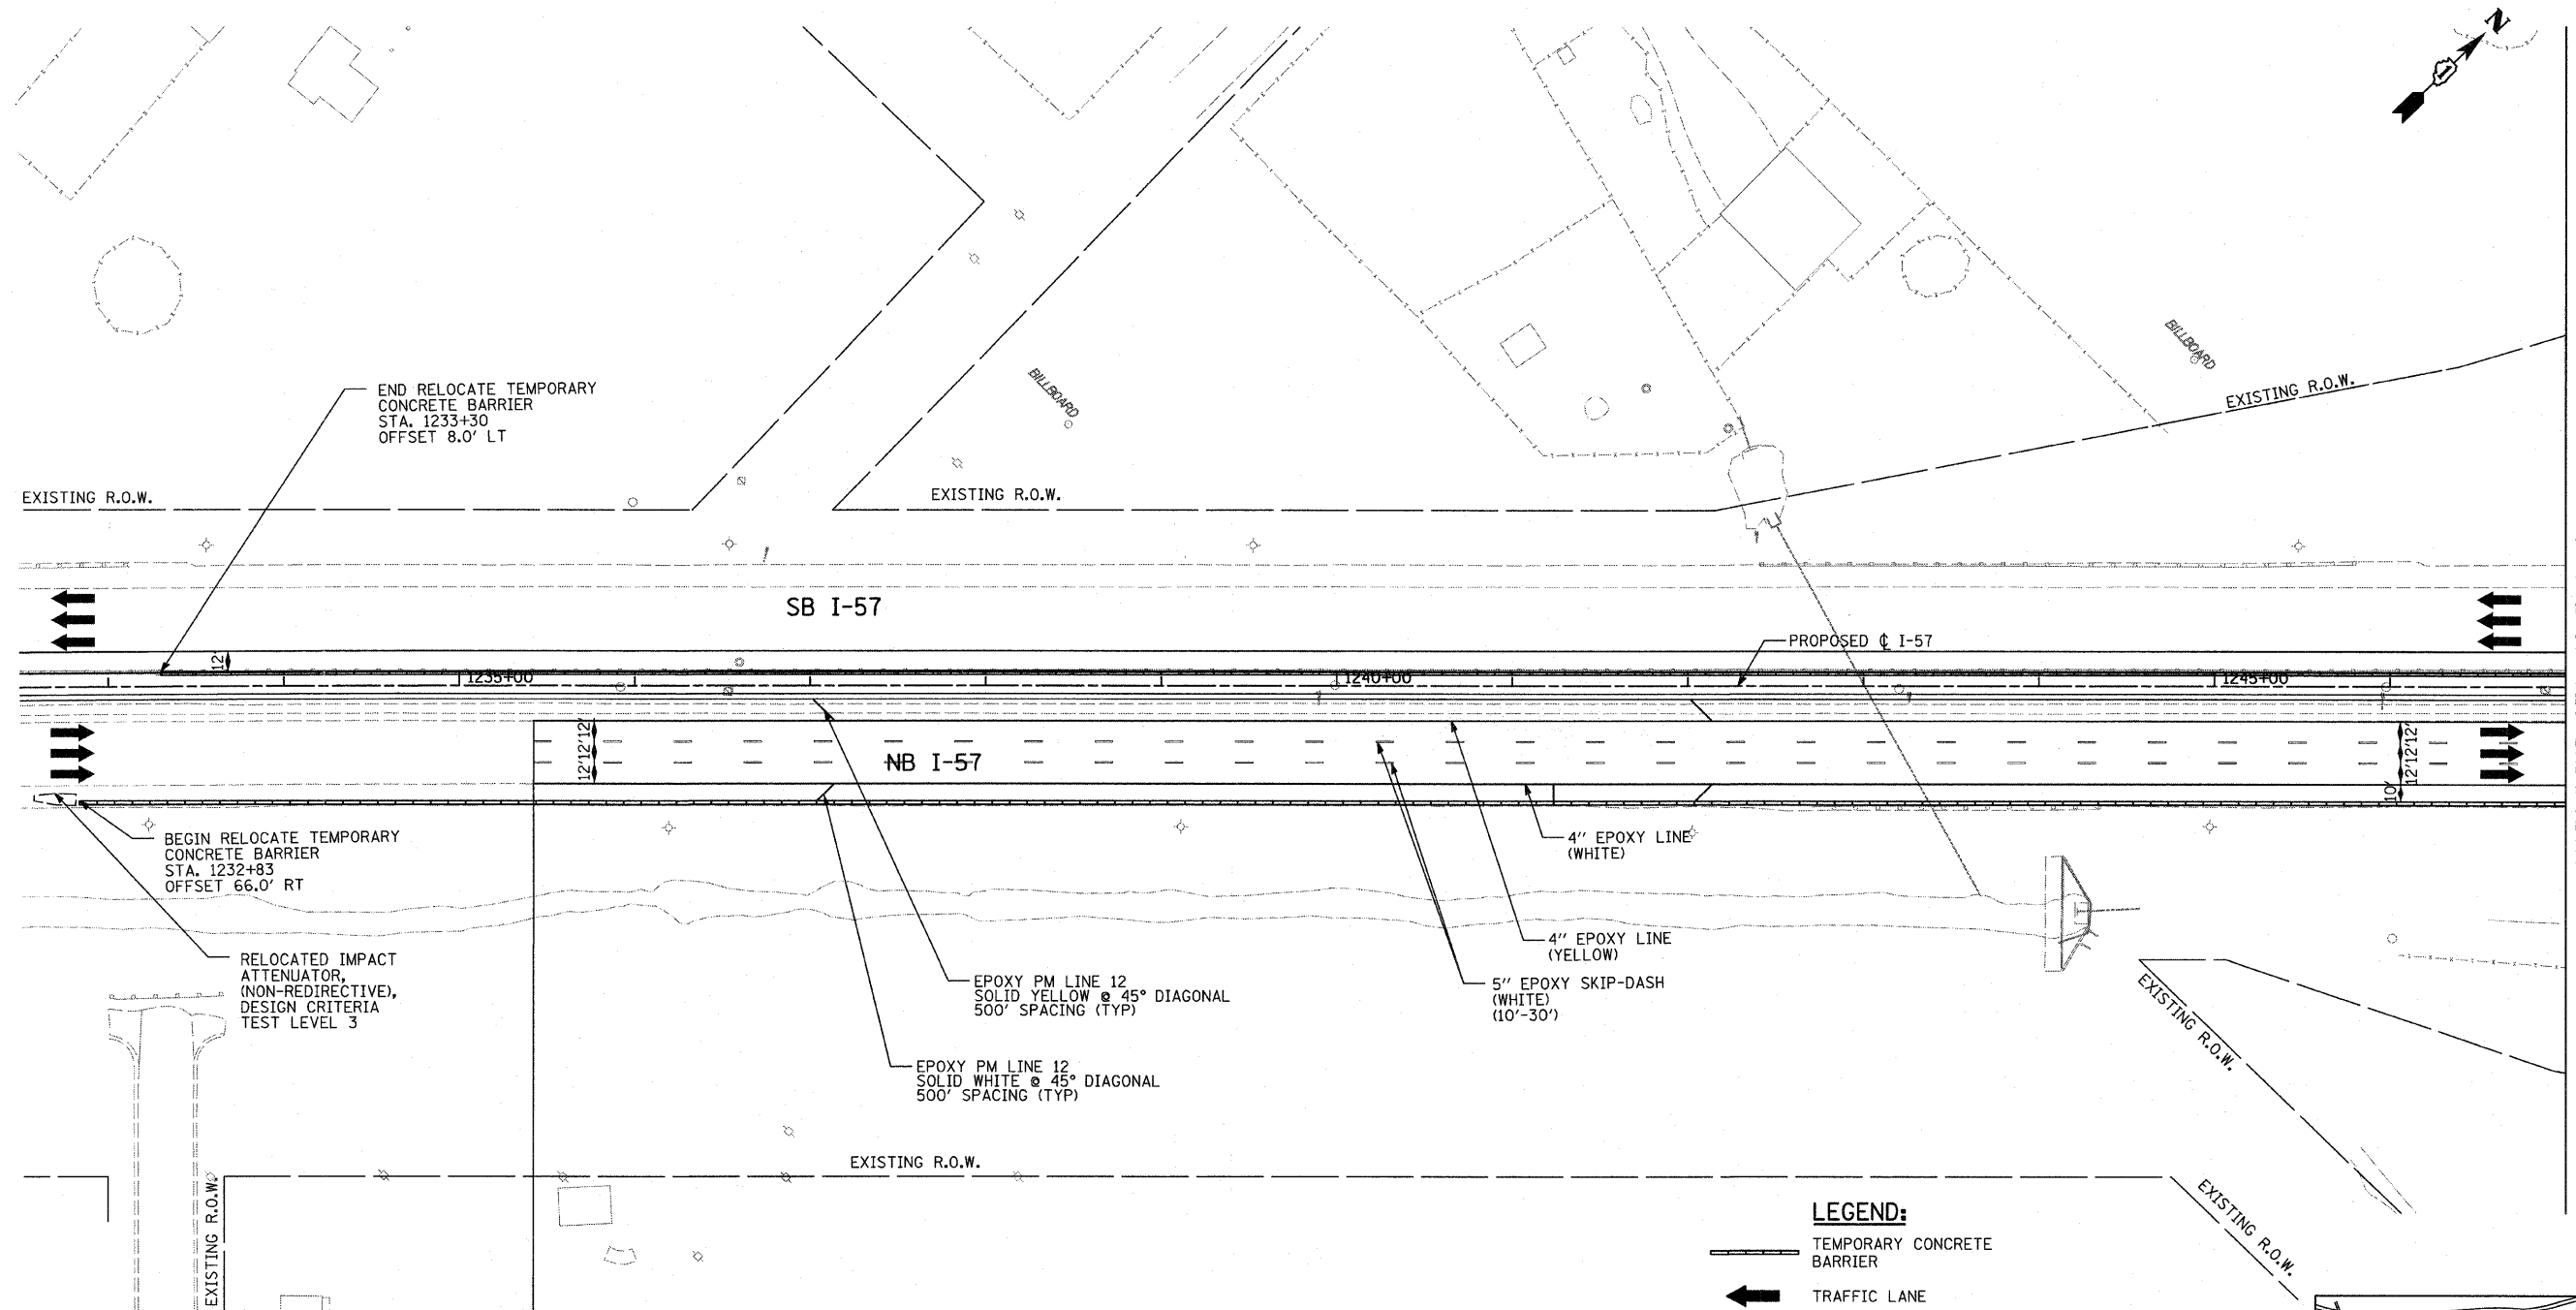 N
1
BILLBOARD
BILLBOARD
EXISTING R.O.W.
END RELOCATE TEMPORARY
CONCRETE BARRIER
STA. 1233+30
OFFSET 8.0' LT
EXISTING R.O.W.
EXISTING R.O.W.
SB I-57
PROPOSED ℄ I-57
12'
1235+00
1240+00
1245+00
12'12'12'
NB I-57
12'12'12'
10'
BEGIN RELOCATE TEMPORARY
CONCRETE BARRIER
STA. 1232+83
OFFSET 66.0' RT
4" EPOXY LINE
(WHITE)
4" EPOXY LINE
(YELLOW)
RELOCATED IMPACT
ATTENUATOR,
(NON-REDIRECTIVE),
DESIGN CRITERIA
TEST LEVEL 3
EPOXY PM LINE 12
SOLID YELLOW @ 45° DIAGONAL
500' SPACING (TYP)
5" EPOXY SKIP-DASH
(WHITE)
(10'-30')
EXISTING R.O.W.
EPOXY PM LINE 12
SOLID WHITE @ 45° DIAGONAL
500' SPACING (TYP)
EXISTING R.O.W.
EXISTING R.O.W.
EXISTING R.O.W.
LEGEND:
TEMPORARY CONCRETE
BARRIER
TRAFFIC LANE